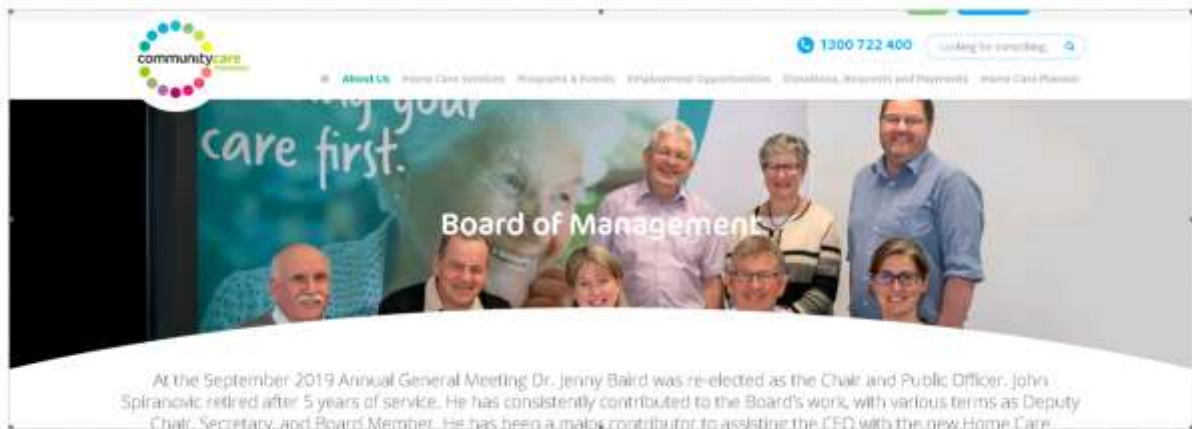 communitycare
1300 722 400
Looking for something
About Us Home Care Services Programs & Events Employment Opportunities Donations, Bequests and Payments Home Care Planner
your
care first.
Board of Management
At the September 2019 Annual General Meeting Dr. Jenny Baird was re-elected as the Chair and Public Officer. John
Spiranovic retired after 5 years of service. He has consistently contributed to the Board's work, with various terms as Deputy
Chair, Secretary, and Board Member. He has been a major contributor to assisting the CEO with the new Home Care